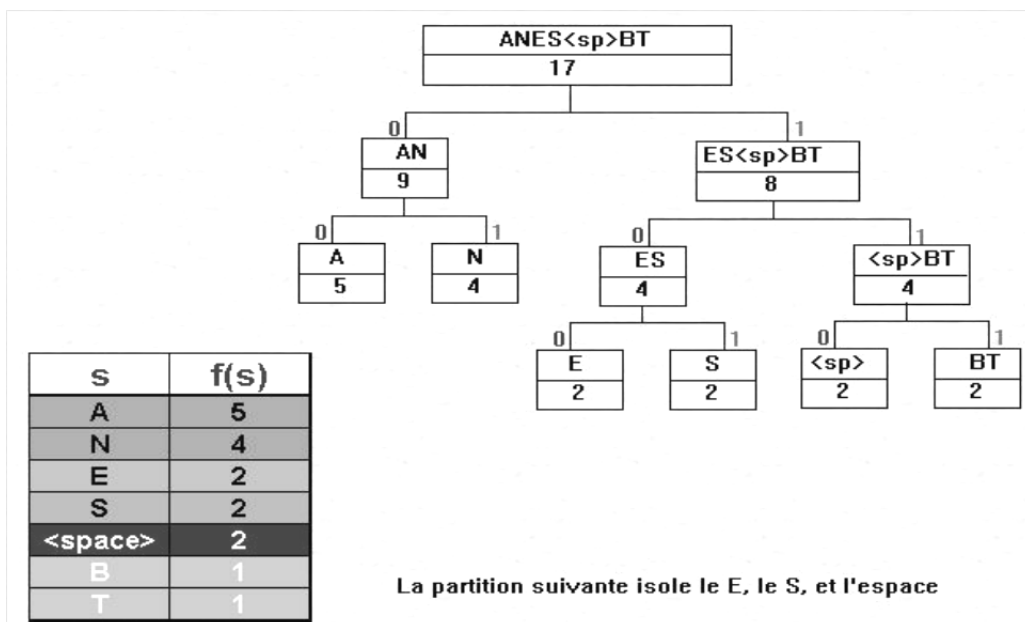 ANES<sp>BT
17
0 1
AN ES<sp>BT
9 8
0 1 0 1
A N ES <sp>BT
5 4 4 4
0 1 0 1
E S <sp> BT
2 2 2 2
s f(s)
A 5
N 4
E 2
S 2
<space> 2
B 1
T 1
La partition suivante isole le E, le S, et l'espace